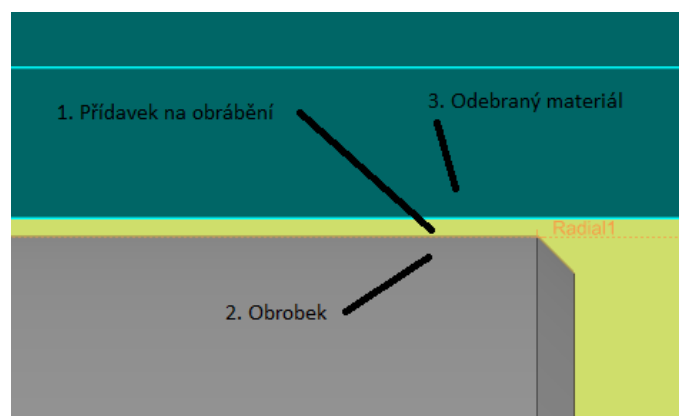 3. Odebraný materiál
1. Přídavek na obrábění
Radial1
2. Obrobek